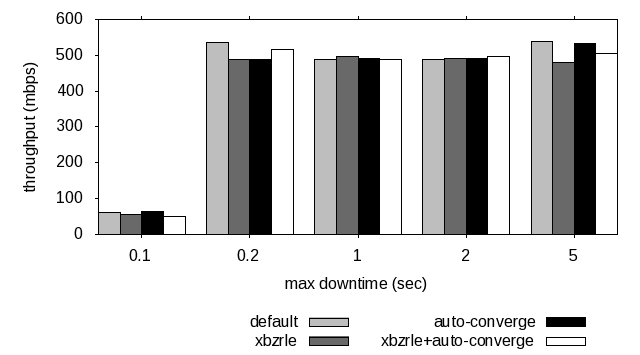 600
500
400
300
200
100
0
throughput (mbps)
0.1 0.2 1 2 5
max downtime (sec)
default auto-converge
xbzrle xbzrle+auto-converge